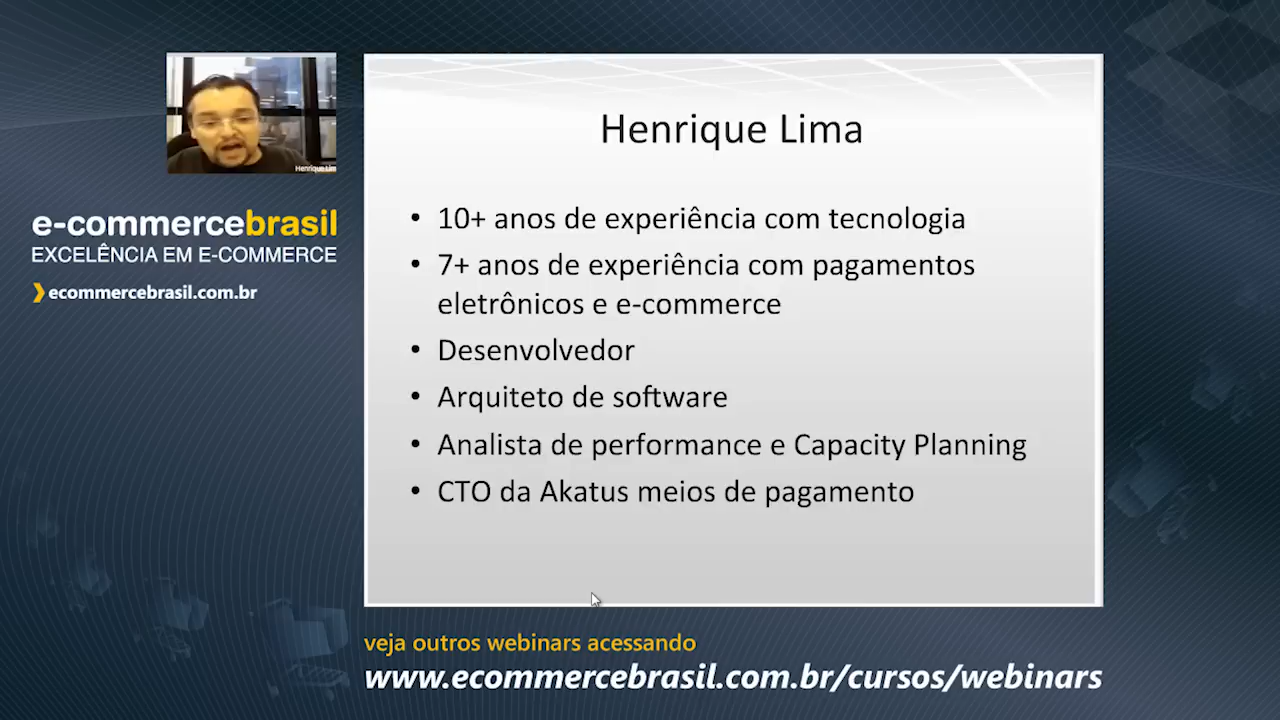 Henrique Lim
e-commercebrasil
EXCELÊNCIA EM E-COMMERCE
ecommercebrasil.com.br
Henrique Lima
• 10+ anos de experiência com tecnologia
• 7+ anos de experiência com pagamentos
eletrônicos e e-commerce
• Desenvolvedor
• Arquiteto de software
• Analista de performance e Capacity Planning
• CTO da Akatus meios de pagamento
veja outros webinars acessando
www.ecommercebrasil.com.br/cursos/webinars